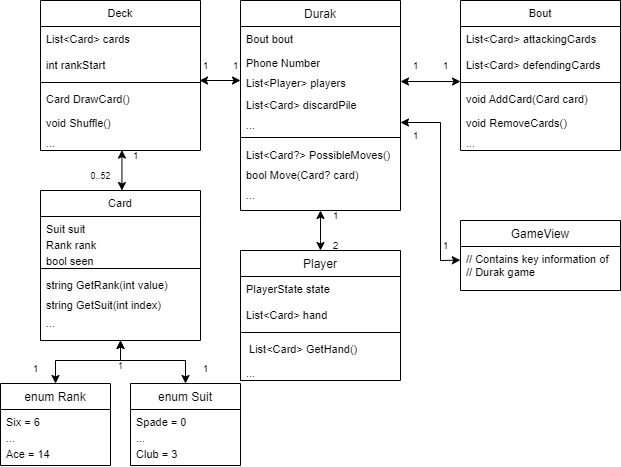 Deck
List<Card> cards
int rankStart
Card DrawCard()
void Shuffle()
...
1
1
Durak
Bout bout
Phone Number
List<Player> players
List<Card> discardPile
...
List<Card?> PossibleMoves()
bool Move(Card? card)
...
1
1
Bout
List<Card> attackingCards
List<Card> defendingCards
void AddCard(Card card)
void RemoveCards()
...
1
0..52
Card
Suit suit
Rank rank
bool seen
string GetRank(int value)
string GetSuit(int index)
...
1
2
Player
PlayerState state
List<Card> hand
List<Card> GetHand()
...
1
1
GameView
// Contains key information of
// Durak game
1
1
1
enum Rank
Six = 6
...
Ace = 14
enum Suit
Spade = 0
...
Club = 3